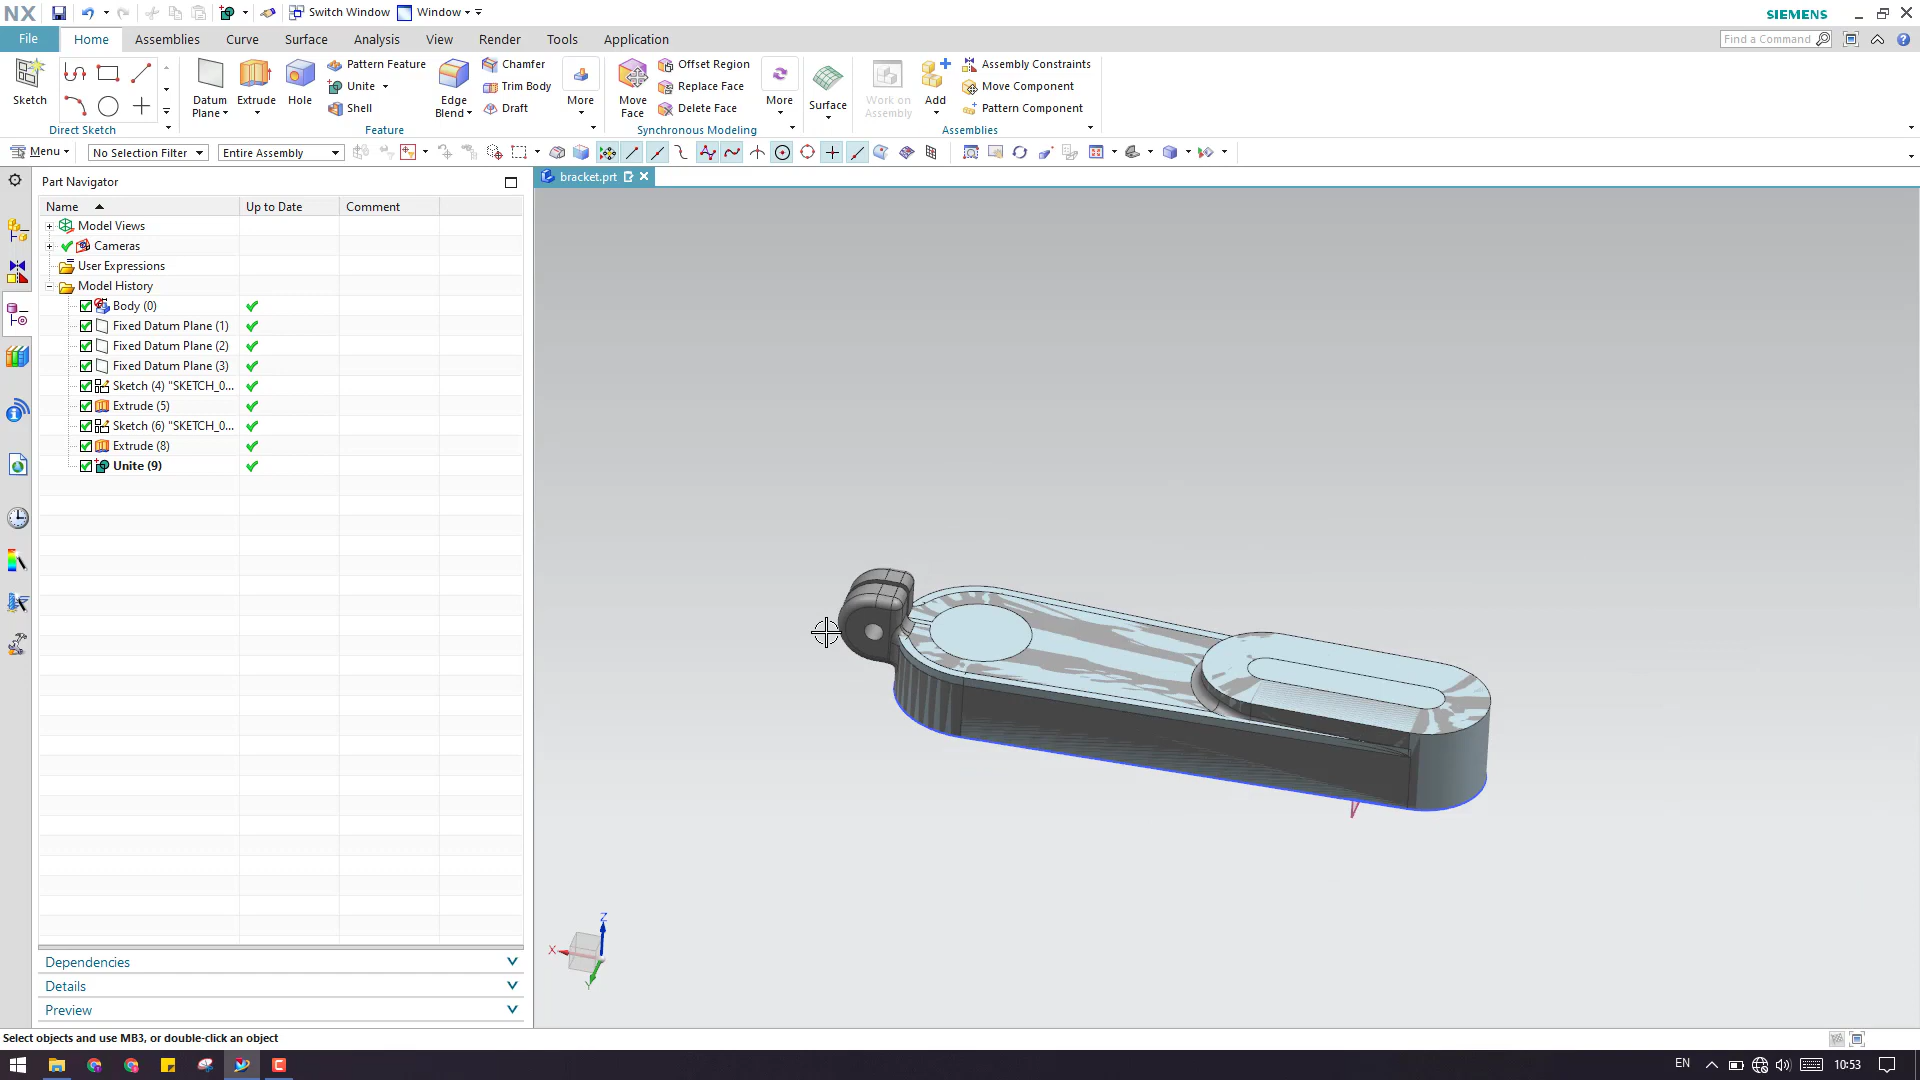 NX Switch Window Window SIEMENS
File Home Assemblies Curve Surface Analysis View Render Tools Application Find a Command
Sketch Datum Plane Extrude Hole Pattern Feature Unite Shell Edge Blend Chamfer Trim Body Draft More Move Face Offset Region Replace Face Delete Face More Surface Work on Assembly Add Assembly Constraints Move Component Pattern Component
Direct Sketch Feature Synchronous Modeling Assemblies
Menu No Selection Filter Entire Assembly
Part Navigator bracket.prt
Name Up to Date Comment
Model Views
Cameras
User Expressions
Model History
Body (0)
Fixed Datum Plane (1)
Fixed Datum Plane (2)
Fixed Datum Plane (3)
Sketch (4) "SKETCH_0...
Extrude (5)
Sketch (6) "SKETCH_0...
Extrude (8)
Unite (9)
Z
X
Y
Dependencies
Details
Preview
Select objects and use MB3, or double-click an object
EN 10:53